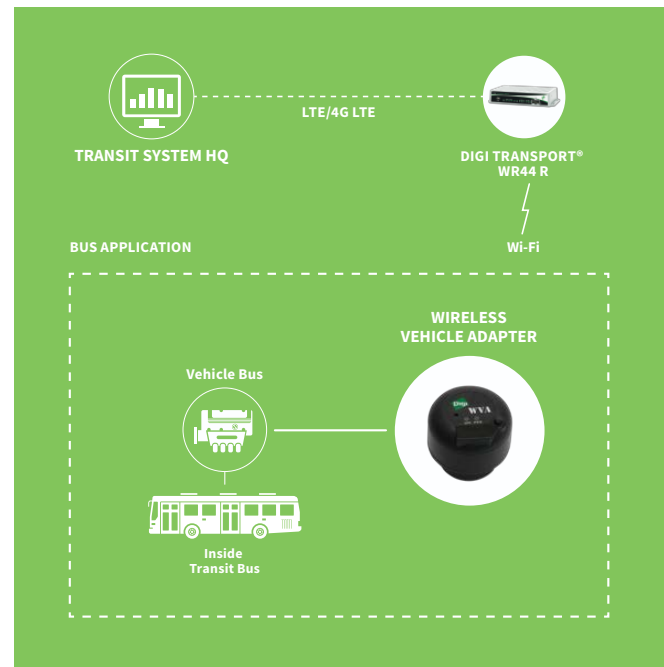 LTE/4G LTE
TRANSIT SYSTEM HQ
DIGI TRANSPORT®
WR44 R
BUS APPLICATION
Wi-Fi
WIRELESS
VEHICLE ADAPTER
Vehicle Bus
Digi
WVA
Inside
Transit Bus